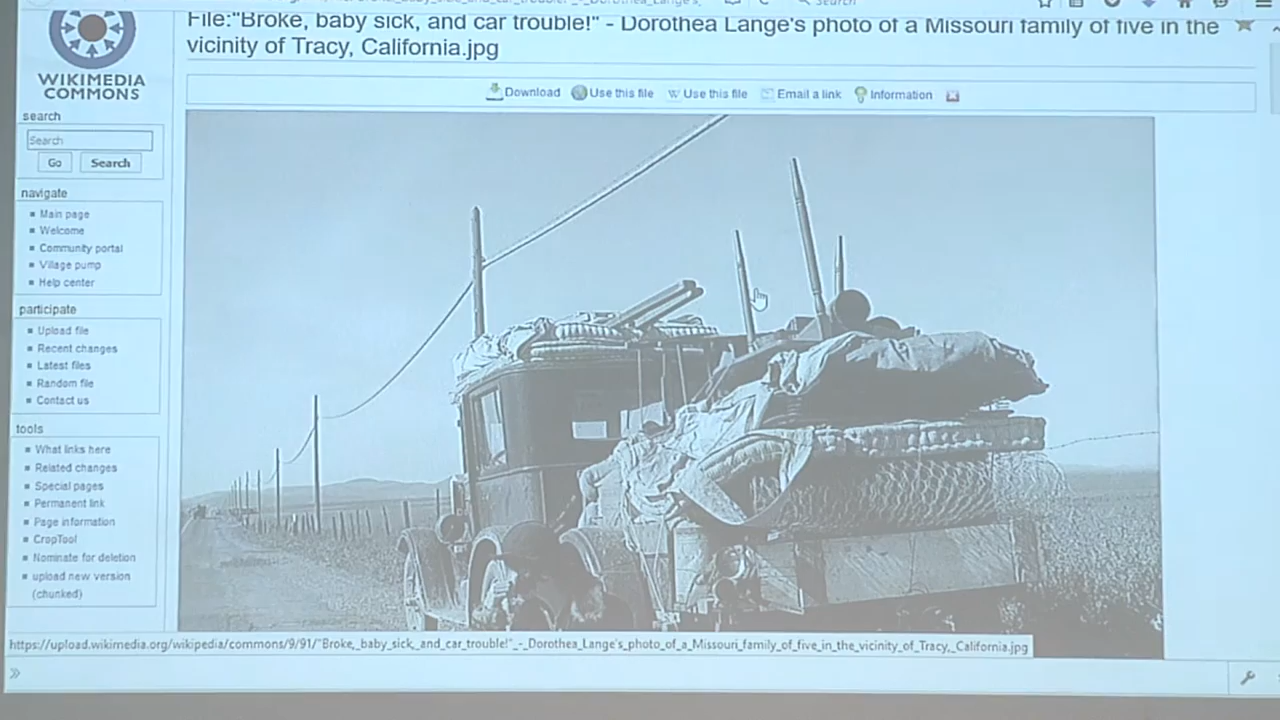 Search
File:"Broke, baby sick, and car trouble!" - Dorothea Lange's photo of a Missouri family of five in the
vicinity of Tracy, California.jpg
WIKIMEDIA
COMMONS
Download Use this file W Use this file Email a link Information
search
Search
Go Search
navigate
Main page
Welcome
Community portal
Village pump
Help center
participate
Upload file
Recent changes
Latest files
Random file
Contact us
tools
What links here
Related changes
Special pages
Permanent link
Page information
CropTool
Nominate for deletion
upload new version
(chunked)
https://upload.wikimedia.org/wikipedia/commons/9/91/"Broke,_baby_sick,_and_car_trouble!"_-_Dorothea_Lange's_photo_of_a_Missouri_family_of_five_in_the_vicinity_of_Tracy,_California.jpg